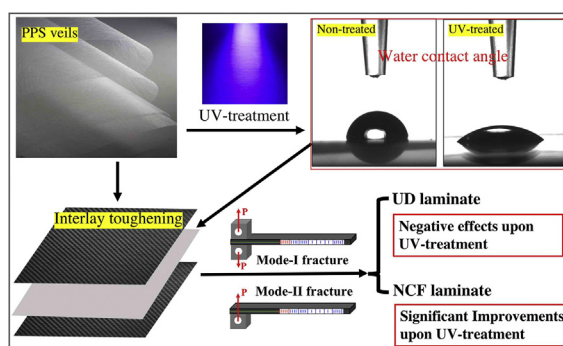 PPS veils
UV-treatment
Non-treated
UV-treated
Water contact angle
Interlay toughening
P
Mode-I fracture
P
Mode-II fracture
P
UD laminate
Negative effects upon
UV-treatment
NCF laminate
Significant Improvements
upon UV-treatment